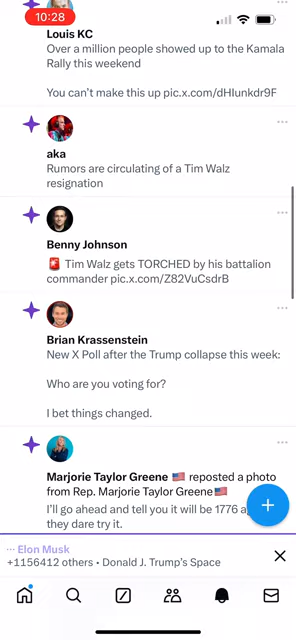 10:28
Louis KC
Over a million people showed up to the Kamala
Rally this weekend
You can't make this up pic.x.com/dHIunkdr9F
aka
Rumors are circulating of a Tim Walz
resignation
Benny Johnson
🚨 Tim Walz gets TORCHED by his battalion
commander pic.x.com/Z82VuCsdrB
Brian Krassenstein
New X Poll after the Trump collapse this week:
Who are you voting for?
I bet things changed.
Marjorie Taylor Greene 🇺🇸 reposted a photo
from Rep. Marjorie Taylor Greene🇺🇸
I'll go ahead and tell you it will be 1776
they dare try it.
Elon Musk
+1156412 others • Donald J. Trump's Space